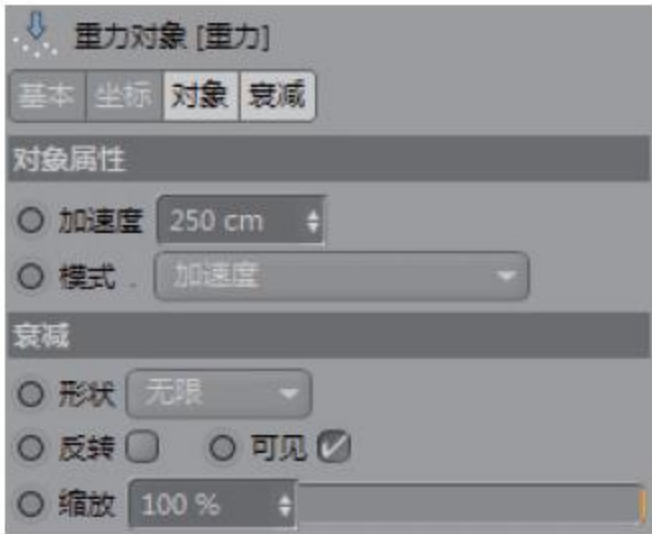 重力对象 [重力]
基本 坐标 对象 衰减
对象属性
加速度 250 cm
模式 . 加速度
衰减
形状 无限
反转 可见
缩放 100 %